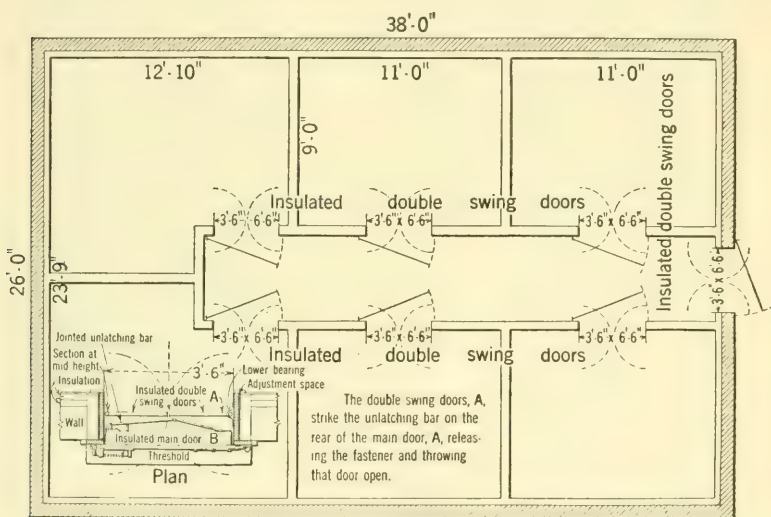 38'-0"
12'-10" 11'-0" 11'-0"
9'-0"
Insulated double swing doors
Insulated double swing doors
3'-6" 6'-6" 3'-6" x 6'-6" 3'-6" x 6'-6"
26'-0"
23'-9"
3'-6 x 6'-6
3'-6" x 6'-6" 3'-6" x 6'-6" 3'-6" x 6'-6"
Insulated double swing doors
Jointed unlatching bar
Section at
mid height
Insulation
Wall
3'-6"
Insulated double
swing doors
A
Lower bearing
Adjustment space
B
Insulated main door
Threshold
Plan
The double swing doors, A,
strike the unlatching bar on the
rear of the main door, A, releas-
ing the fastener and throwing
that door open.